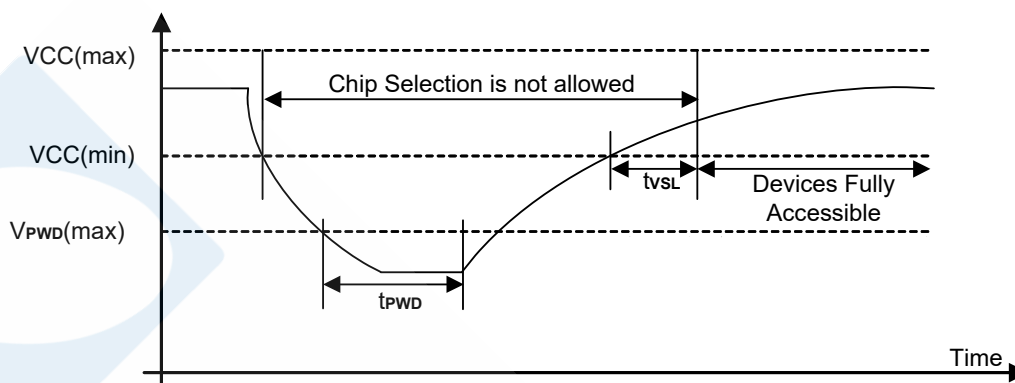 VCC(max)
Chip Selection is not allowed
VCC(min)
tVSL
Devices Fully
Accessible
VPWD(max)
tPWD
Time